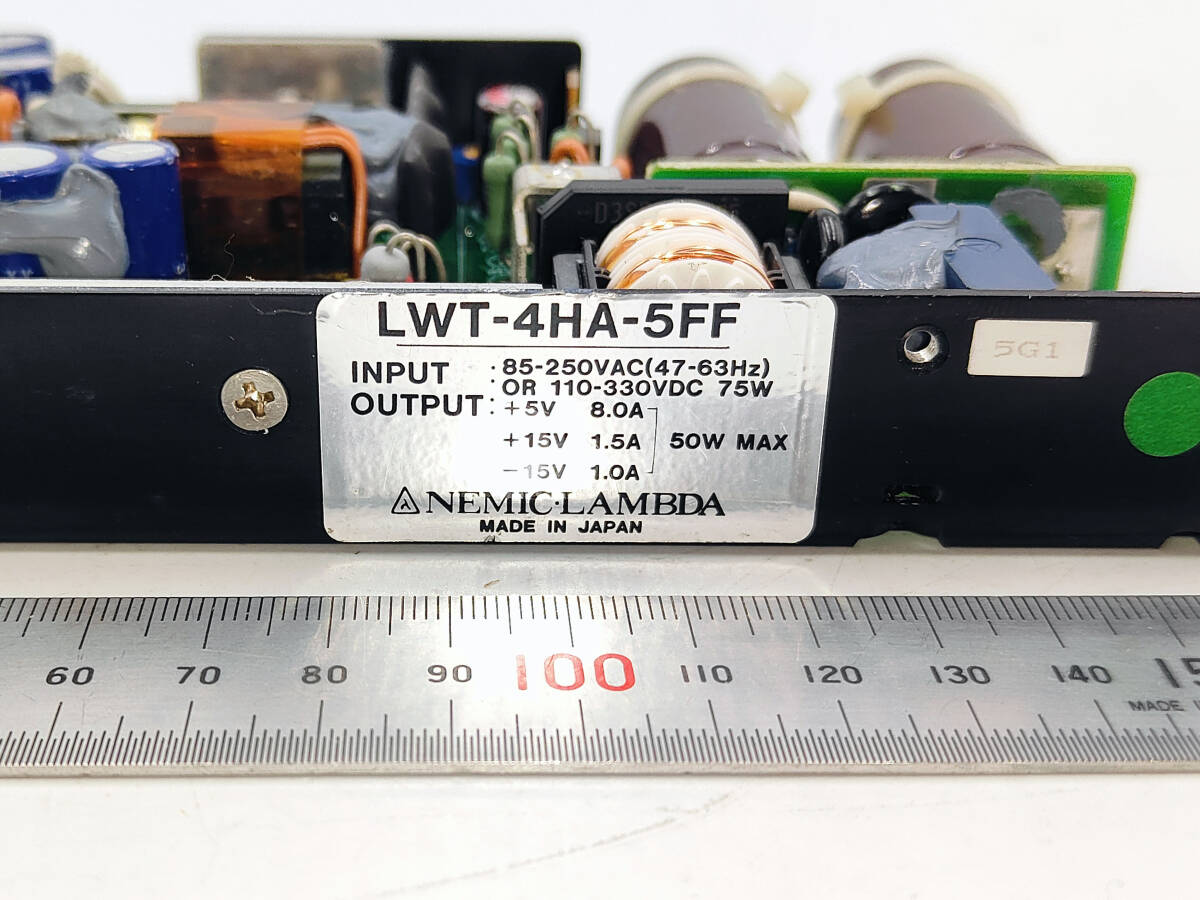 LWT-4HA-5FF
INPUT : 85-250VAC(47-63Hz)
OR 110-330VDC 75W
OUTPUT : +5V 8.0A
+15V 1.5A 50W MAX
-15V 1.0A
NEMIC·LAMBDA
MADE IN JAPAN
5G1
60 70 80 90 100 110 120 130 140
MADE